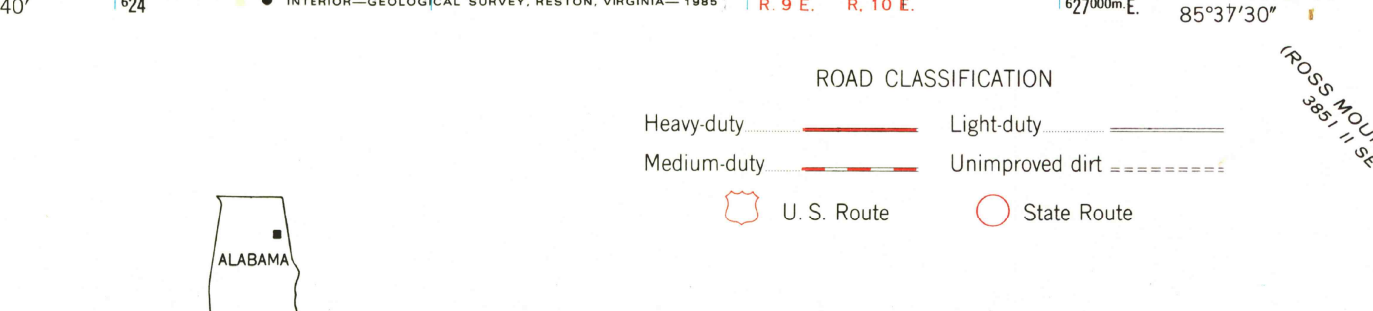 40′ ⁶24 INTERIOR—GEOLOGICAL SURVEY, RESTON, VIRGINIA—1985 R. 9 E. R. 10 E. ⁶27⁰⁰⁰ᵐ·E. 85°37′30″
ROAD CLASSIFICATION
Heavy-duty Light-duty
Medium-duty Unimproved dirt
U. S. Route State Route
ALABAMA
(ROSS
3851 II SE